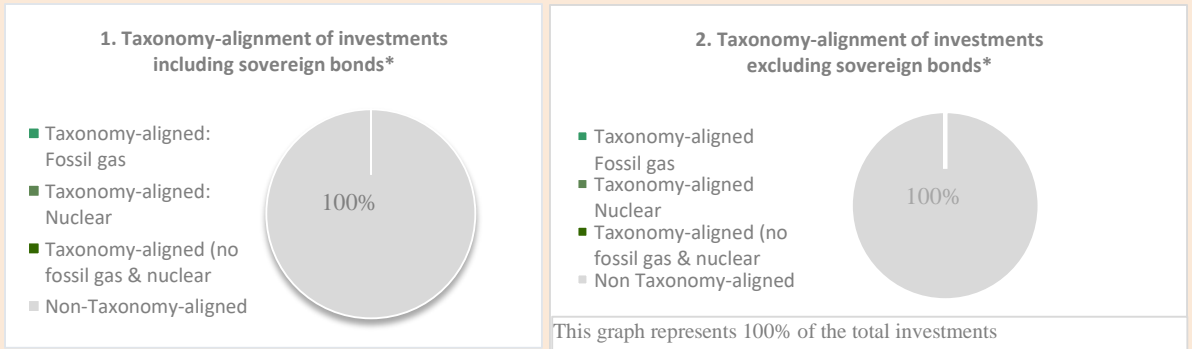 1. Taxonomy-alignment of investments
including sovereign bonds*
Taxonomy-aligned:
Fossil gas
Taxonomy-aligned:
Nuclear
Taxonomy-aligned (no
fossil gas & nuclear
Non-Taxonomy-aligned
100%
2. Taxonomy-alignment of investments
excluding sovereign bonds*
Taxonomy-aligned
Fossil gas
Taxonomy-aligned
Nuclear
Taxonomy-aligned (no
fossil gas & nuclear
Non Taxonomy-aligned
100%
This graph represents 100% of the total investments